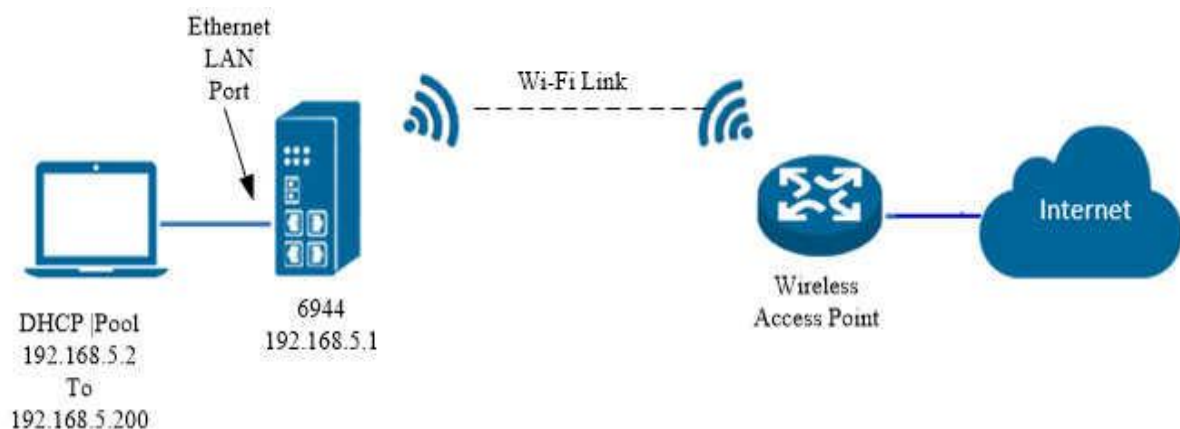 Ethernet
LAN
Port
Wi-Fi Link
Internet
Wireless
Access Point
6944
192.168.5.1
DHCP |Pool
192.168.5.2
To
192.168.5.200